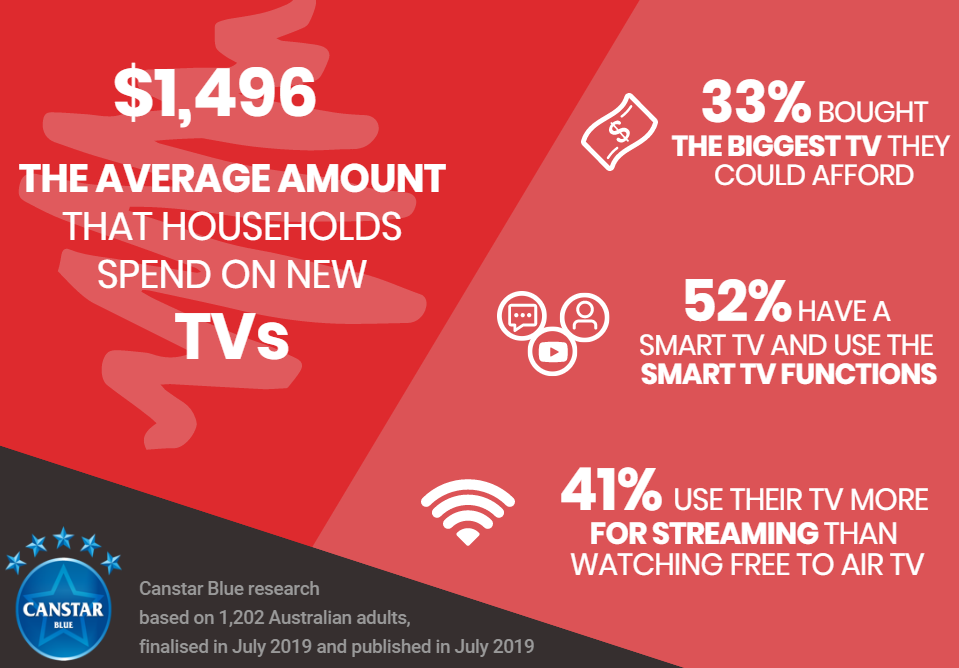 $1,496
THE AVERAGE AMOUNT
THAT HOUSEHOLDS
SPEND ON NEW
TVs
33% BOUGHT
THE BIGGEST TV THEY
COULD AFFORD
52% HAVE A
SMART TV AND USE THE
SMART TV FUNCTIONS
41% USE THEIR TV MORE
FOR STREAMING THAN
WATCHING FREE TO AIR TV
CANSTAR
BLUE
Canstar Blue research
based on 1,202 Australian adults,
finalised in July 2019 and published in July 2019